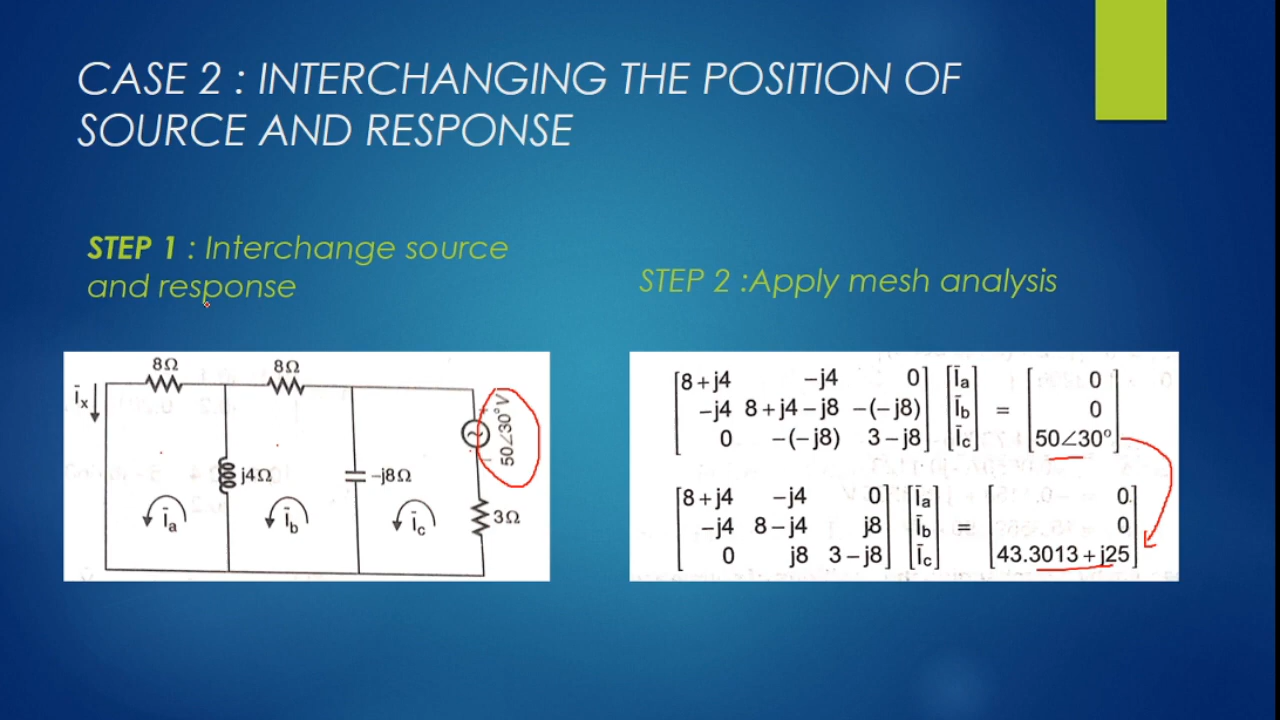 CASE 2 : INTERCHANGING THE POSITION OF
SOURCE AND RESPONSE
STEP 1 : Interchange source
and response
STEP 2 :Apply mesh analysis
8Ω
8Ω
Īx
50∠30°V
+
−
j4Ω
−j8Ω
3Ω
Īa
Īb
Īc
[8+j4 −j4 0] [Īa] [0]
[−j4 8+j4−j8 −(−j8)] [Īb] = [0]
[0 −(−j8) 3−j8] [Īc] [50∠30°]
[8+j4 −j4 0] [Īa] [0]
[−j4 8−j4 j8] [Īb] = [0]
[0 j8 3−j8] [Īc] [43.3013+j25]